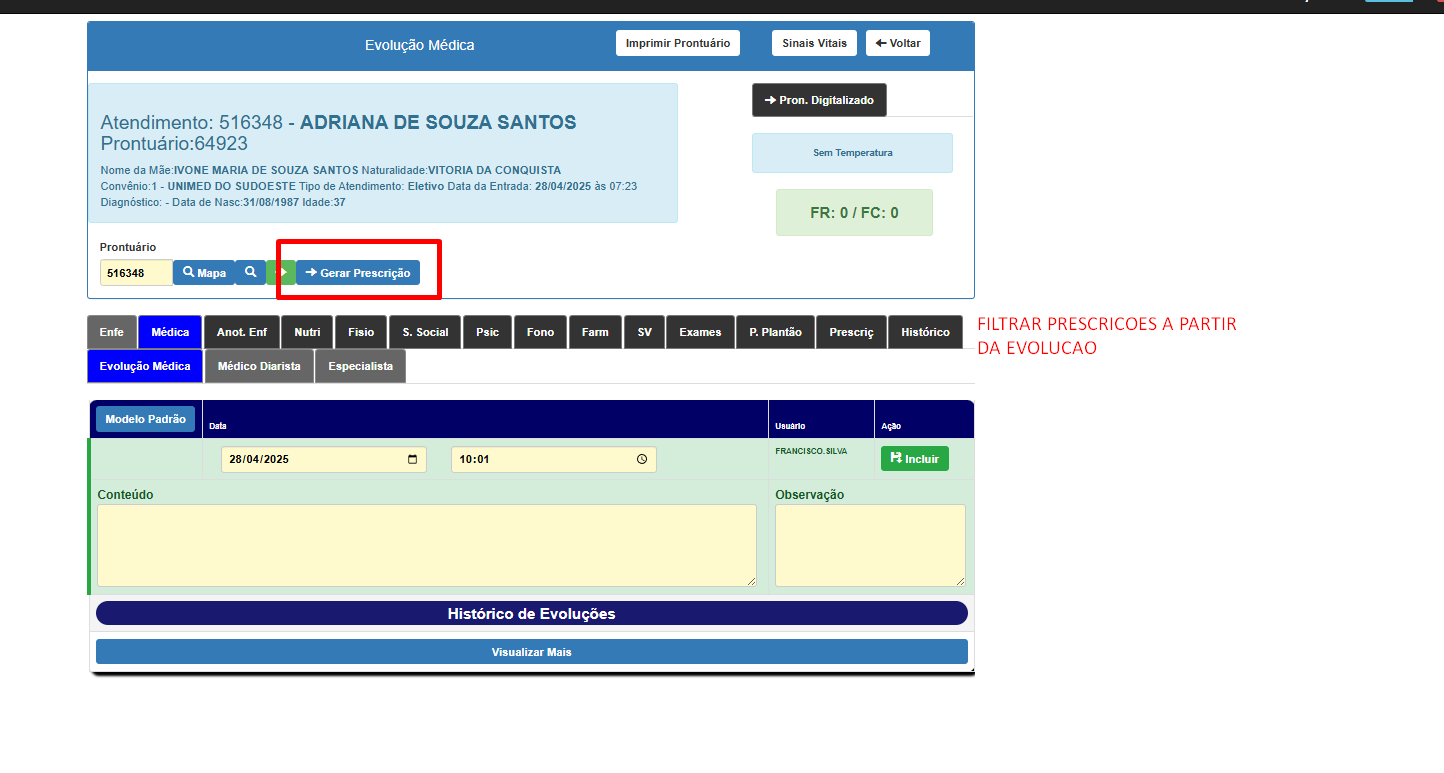 Evolução Médica
Imprimir Prontuário
Sinais Vitais
Voltar
Pron. Digitalizado
Atendimento: 516348 - ADRIANA DE SOUZA SANTOS
Prontuário:64923
Nome da Mãe:IVONE MARIA DE SOUZA SANTOS Naturalidade:VITORIA DA CONQUISTA
Convênio:1 - UNIMED DO SUDOESTE Tipo de Atendimento: Eletivo Data da Entrada: 28/04/2025 às 07:23
Diagnóstico: - Data de Nasc:31/08/1987 Idade:37
Sem Temperatura
FR: 0 / FC: 0
Prontuário
516348
Mapa
Gerar Prescrição
Enfe
Médica
Anot. Enf
Nutri
Fisio
S. Social
Psic
Fono
Farm
SV
Exames
P. Plantão
Prescriç
Histórico
FILTRAR PRESCRICOES A PARTIR
DA EVOLUCAO
Evolução Médica
Médico Diarista
Especialista
Modelo Padrão
Data
Usuário
Ação
28/04/2025
10:01
FRANCISCO.SILVA
Incluir
Conteúdo
Observação
Histórico de Evoluções
Visualizar Mais